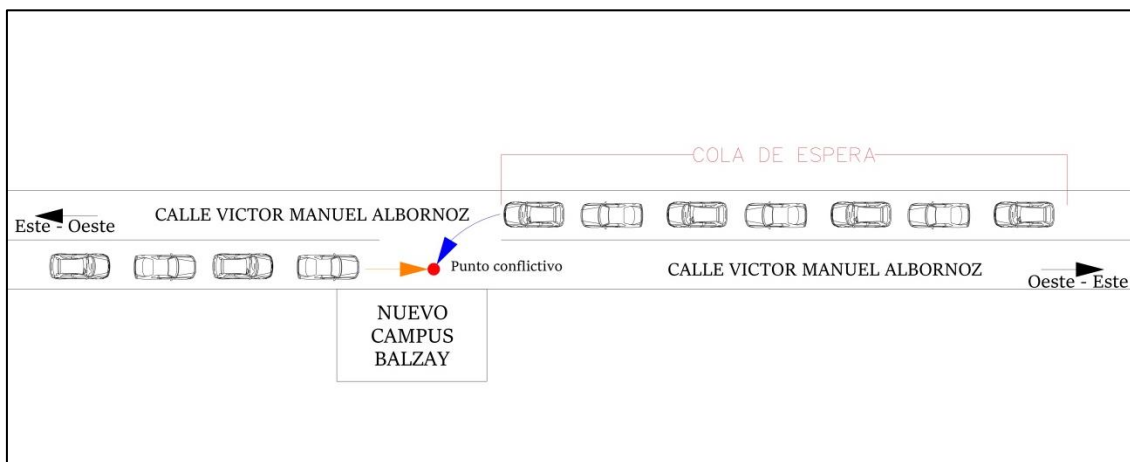 COLA DE ESPERA
CALLE VICTOR MANUEL ALBORNOZ
Este - Oeste
Punto conflictivo
CALLE VICTOR MANUEL ALBORNOZ
Oeste - Este
NUEVO
CAMPUS
BALZAY